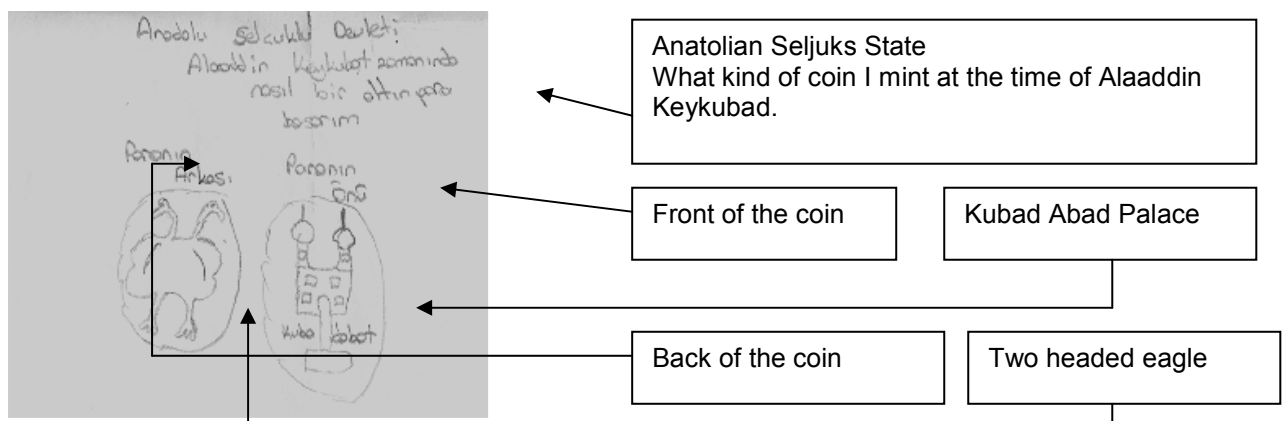 Anadolu Selçuklu Devleti
Alaaddin Keykubat zamanında
nasıl bir altın para
basarım
Paranın
Arkası
Paranın
Önü
Kuba dabat
Anatolian Seljuks State
What kind of coin I mint at the time of Alaaddin
Keykubad.
Front of the coin
Kubad Abad Palace
Back of the coin
Two headed eagle